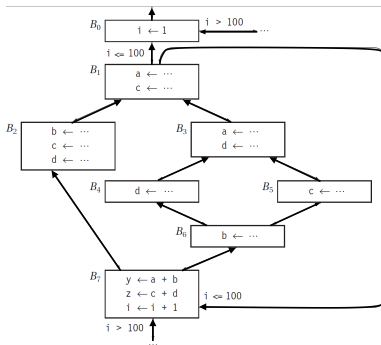 B0
i ← 1
i > 100
...
i <= 100
B1
a ← ...
c ← ...
B2
b ← ...
c ← ...
d ← ...
B3
a ← ...
d ← ...
B4
d ← ...
B5
c ← ...
B6
b ← ...
B7
y ← a + b
z ← c + d
i ← i + 1
i <= 100
i > 100
...